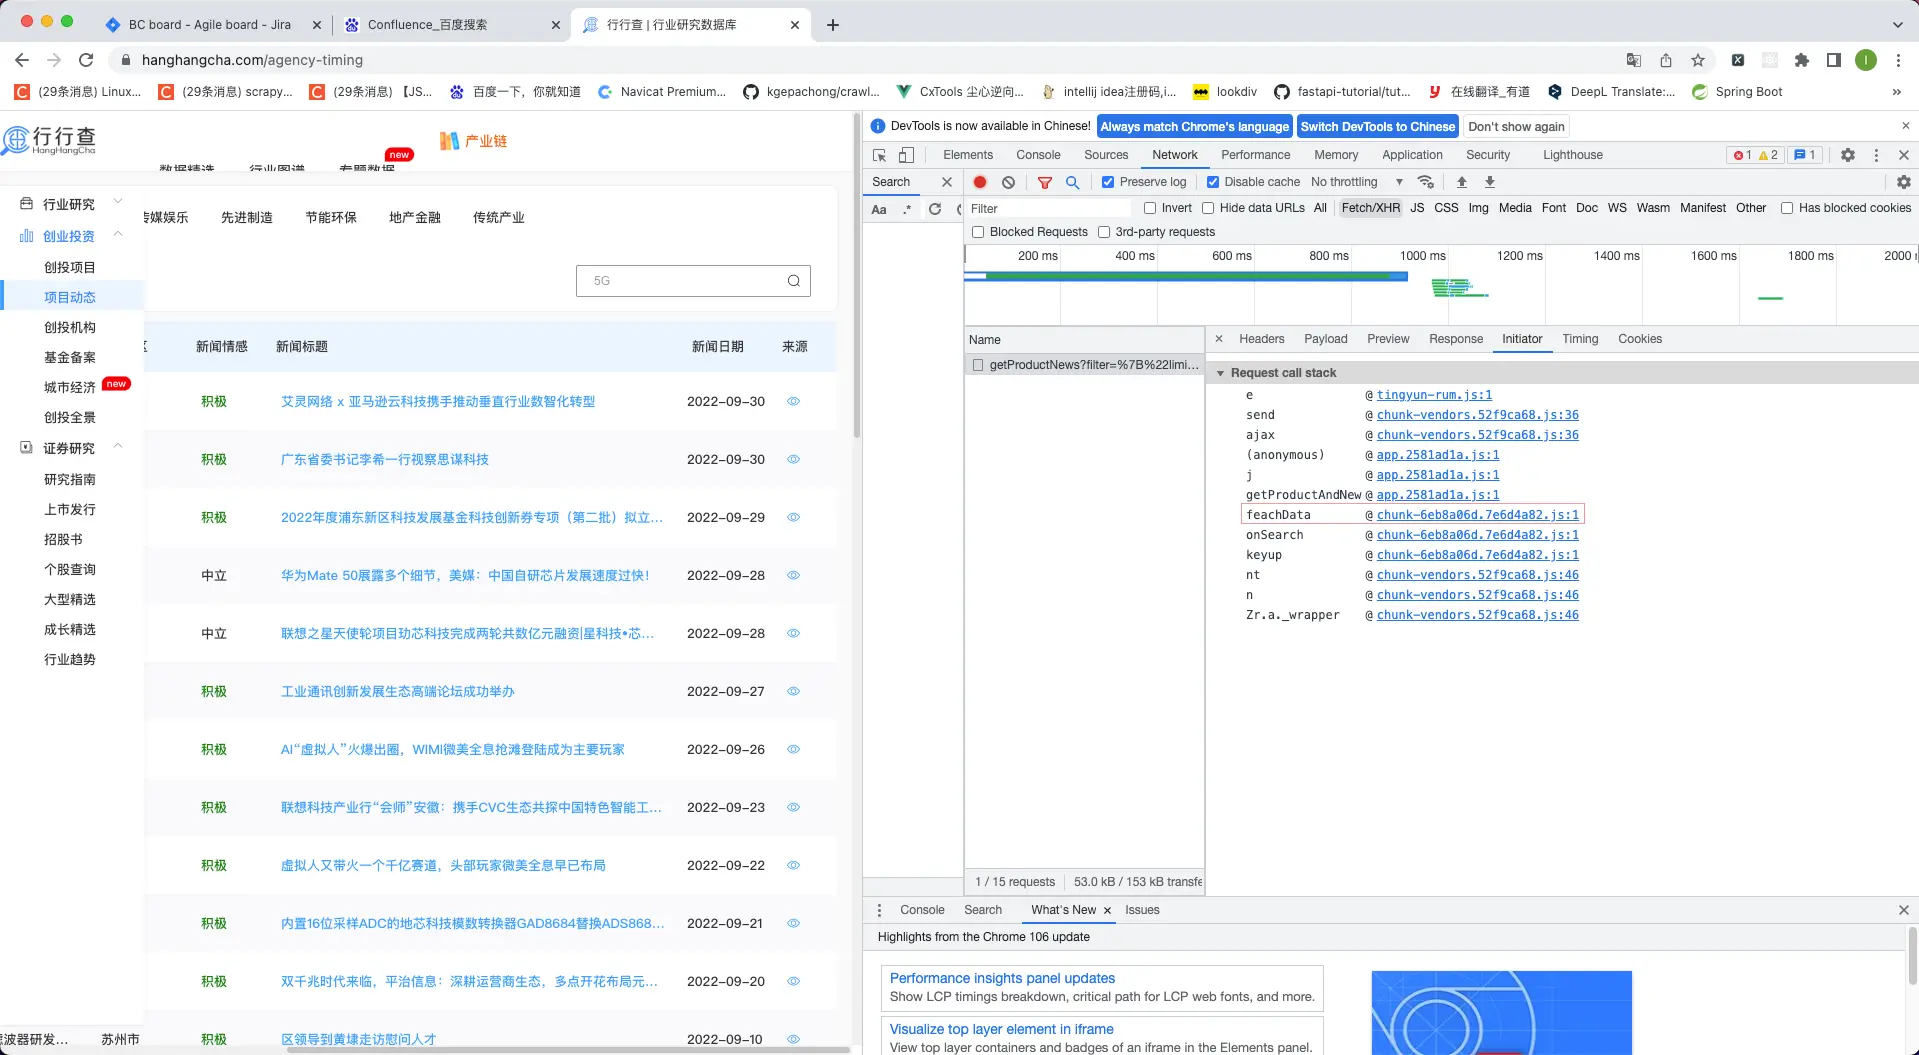 BC board - Agile board - Jira
Confluence_百度搜索
行行查 | 行业研究数据库
hanghangcha.com/agency-timing
(29条消息) Linux...
(29条消息) scrapy...
(29条消息) 【JS...
百度一下，你就知道
Navicat Premium...
kgepachong/crawl...
CxTools 尘心逆向...
intellij idea注册码,i...
lookdiv
fastapi-tutorial/tut...
在线翻译_有道
DeepL Translate:...
Spring Boot
行行查
HangHangCha
数据精选
行业图谱
专题数据
new
产业链
行业研究
创业投资
创投项目
项目动态
创投机构
基金备案
城市经济 new
创投全景
证券研究
研究指南
上市发行
招股书
个股查询
大型精选
成长精选
行业趋势
传媒娱乐 先进制造 节能环保 地产金融 传统产业
5G
新闻情感 新闻标题 新闻日期 来源
积极 艾灵网络 x 亚马逊云科技携手推动垂直行业数智化转型 2022-09-30
积极 广东省委书记李希一行视察思谋科技 2022-09-30
积极 2022年度浦东新区科技发展基金科技创新券专项（第二批）拟立... 2022-09-29
中立 华为Mate 50展露多个细节，美媒：中国自研芯片发展速度过快！ 2022-09-28
中立 联想之星天使轮项目玏芯科技完成两轮共数亿元融资|星科技•芯... 2022-09-28
积极 工业通讯创新发展生态高端论坛成功举办 2022-09-27
积极 AI“虚拟人”火爆出圈，WIMI微美全息抢滩登陆成为主要玩家 2022-09-26
积极 联想科技产业行“会师”安徽：携手CVC生态共探中国特色智能工... 2022-09-23
积极 虚拟人又带火一个千亿赛道，头部玩家微美全息早已布局 2022-09-22
积极 内置16位采样ADC的地芯科技模数转换器GAD8684替换ADS868... 2022-09-21
积极 双千兆时代来临，平治信息：深耕运营商生态，多点开花布局元... 2022-09-20
波器研发... 苏州市 积极 区领导到黄埭走访慰问人才 2022-09-10
DevTools is now available in Chinese! Always match Chrome's language Switch DevTools to Chinese Don't show again
Elements Console Sources Network Performance Memory Application Security Lighthouse 1 2 1
Search
Aa .*
Preserve log Disable cache No throttling
Filter Invert Hide data URLs All Fetch/XHR JS CSS Img Media Font Doc WS Wasm Manifest Other Has blocked cookies
Blocked Requests 3rd-party requests
200 ms 400 ms 600 ms 800 ms 1000 ms 1200 ms 1400 ms 1600 ms 1800 ms 2000
Name
getProductNews?filter=%7B%22limi...
Headers Payload Preview Response Initiator Timing Cookies
Request call stack
e @ tingyun-rum.js:1
send @ chunk-vendors.52f9ca68.js:36
ajax @ chunk-vendors.52f9ca68.js:36
(anonymous) @ app.2581ad1a.js:1
j @ app.2581ad1a.js:1
getProductAndNew @ app.2581ad1a.js:1
feachData @ chunk-6eb8a06d.7e6d4a82.js:1
onSearch @ chunk-6eb8a06d.7e6d4a82.js:1
keyup @ chunk-6eb8a06d.7e6d4a82.js:1
nt @ chunk-vendors.52f9ca68.js:46
n @ chunk-vendors.52f9ca68.js:46
Zr.a._wrapper @ chunk-vendors.52f9ca68.js:46
1 / 15 requests 53.0 kB / 153 kB transfe
Console Search What's New Issues
Highlights from the Chrome 106 update
Performance insights panel updates
Show LCP timings breakdown, critical path for LCP web fonts, and more.
Visualize top layer element in iframe
View top layer containers and badges of an iframe in the Elements panel.